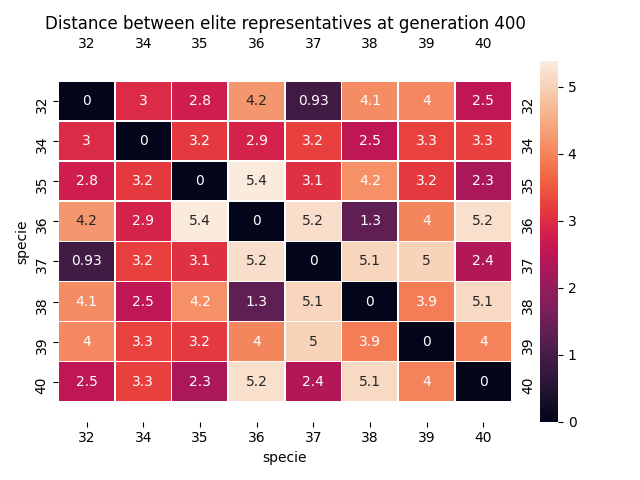 Distance between elite representatives at generation 400
32 34 35 36 37 38 39 40
32 0 3 2.8 4.2 0.93 4.1 4 2.5 32
34 3 0 3.2 2.9 3.2 2.5 3.3 3.3 34
35 2.8 3.2 0 5.4 3.1 4.2 3.2 2.3 35
36 4.2 2.9 5.4 0 5.2 1.3 4 5.2 36
37 0.93 3.2 3.1 5.2 0 5.1 5 2.4 37
38 4.1 2.5 4.2 1.3 5.1 0 3.9 5.1 38
39 4 3.3 3.2 4 5 3.9 0 4 39
40 2.5 3.3 2.3 5.2 2.4 5.1 4 0 40
32 34 35 36 37 38 39 40
specie
specie
5
4
3
2
1
0